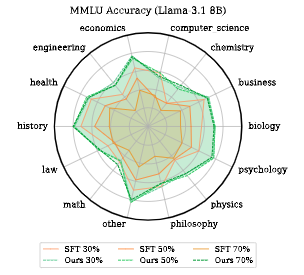 MMLU Accuracy (Llama 3.1 8B)
economics
computer science
engineering
chemistry
health
business
history
biology
law
psychology
math
physics
other
philosophy
SFT 30%
SFT 50%
SFT 70%
Ours 30%
Ours 50%
Ours 70%